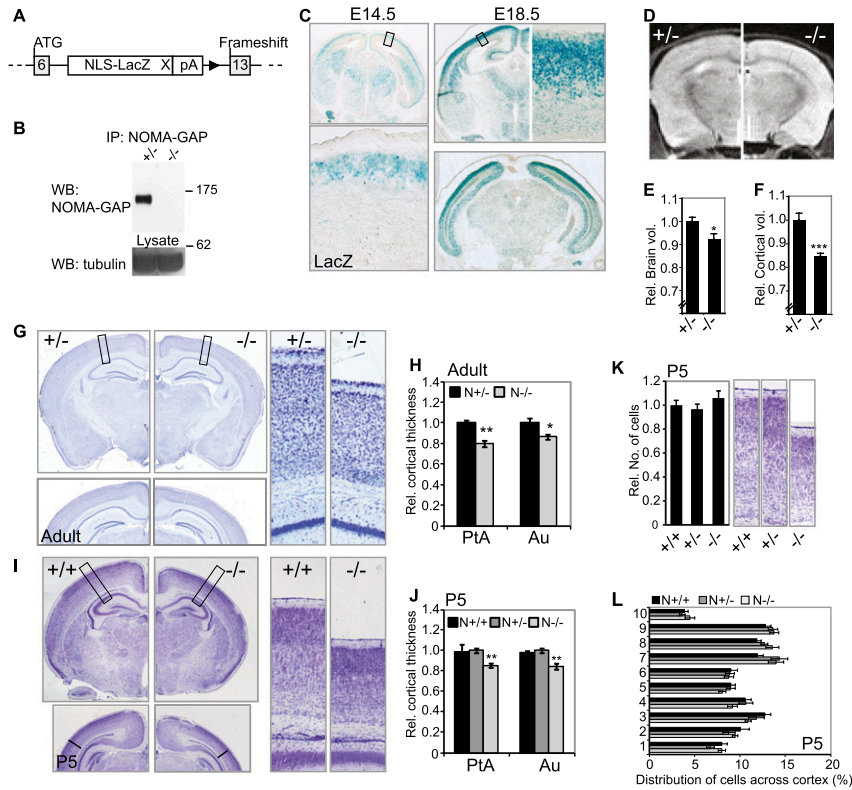 A
ATG
Frameshift
6
NLS-LacZ X
pA
13
B
IP: NOMA-GAP
+/- -/-
WB:
NOMA-GAP
175
Lysate
62
WB: tubulin
C
E14.5
E18.5
LacZ
D
+/-
-/-
E
Rel. Brain vol.
1.1
1.0
0.9
0.8
0.7
*
+/- -/-
F
Rel. Cortical vol.
1.1
1.0
0.9
0.8
0.7
***
+/- -/-
G
+/-
-/-
+/-
-/-
Adult
H
Adult
N+/- N-/-
Rel. cortical thickness
1.4
1.2
1.0
0.8
0.6
0.4
0.2
0
**
*
PtA
Au
I
+/+
-/-
+/+
-/-
P5
J
P5
N+/+ N+/- N-/-
Rel. cortical thickness
1.4
1.2
1.0
0.8
0.6
0.4
0.2
0
**
**
PtA
Au
K
P5
Rel. No. of cells
1.2
1.0
0.8
0.6
0.4
0.2
0
+/+ +/- -/-
+/+ +/- -/-
L
N+/+ N+/- N-/-
10
9
8
7
6
5
4
3
2
1
P5
0 5 10 15 20
Distribution of cells across cortex (%)